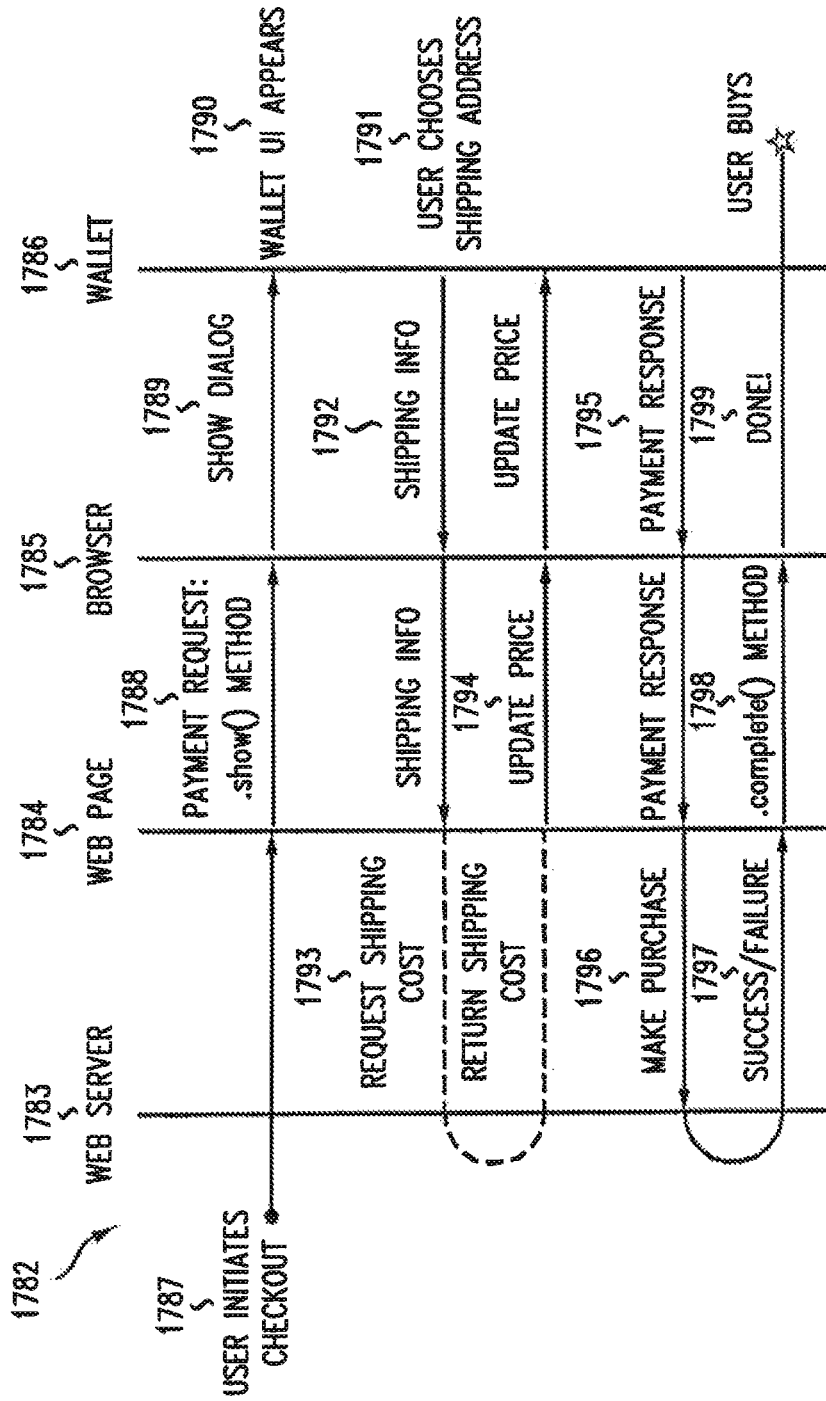 1782
1783
WEB SERVER
1784
WEB PAGE
1785
BROWSER
1786
WALLET
1787
USER INITIATES
CHECKOUT
1788
PAYMENT REQUEST:
.show() METHOD
1789
SHOW DIALOG
1790
WALLET UI APPEARS
1793
REQUEST SHIPPING
COST
SHIPPING INFO
1792
SHIPPING INFO
1791
USER CHOOSES
SHIPPING ADDRESS
RETURN SHIPPING
COST
1794
UPDATE PRICE
UPDATE PRICE
1796
MAKE PURCHASE
PAYMENT RESPONSE
1795
PAYMENT RESPONSE
1797
SUCCESS/FAILURE
1798
.complete() METHOD
1799
DONE!
USER BUYS